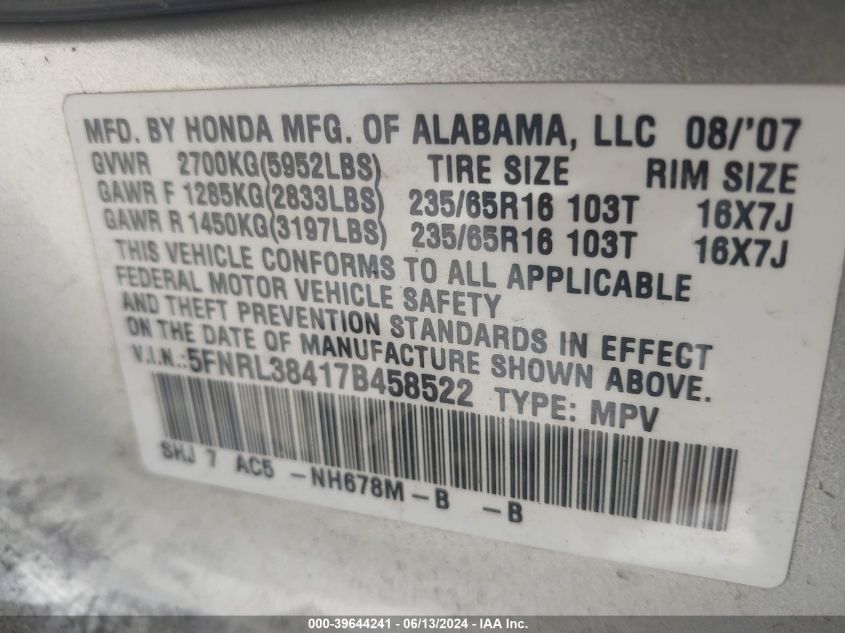 MFD. BY HONDA MFG. OF ALABAMA, LLC 08/'07
GVWR 2700KG(5952LBS) TIRE SIZE RIM SIZE
GAWR F 1285KG(2833LBS) 235/65R16 103T 16X7J
GAWR R 1450KG(3197LBS) 235/65R16 103T 16X7J
THIS VEHICLE CONFORMS TO ALL APPLICABLE
FEDERAL MOTOR VEHICLE SAFETY
AND THEFT PREVENTION STANDARDS IN EFFECT
ON THE DATE OF MANUFACTURE SHOWN ABOVE.
V.I.N.:5FNRL38417B458522 TYPE: MPV
SHJ 7 AC5 -NH678M-B -B
000-39644241 - 06/13/2024 - IAA Inc.